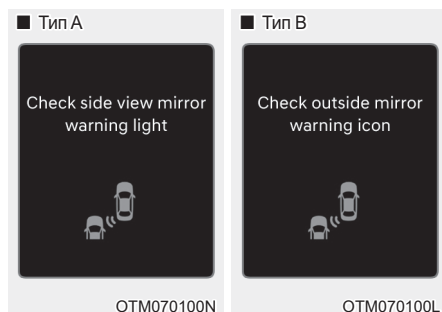 ■ Тип A
Check side view mirror
warning light
OTM070100N
■ Тип B
Check outside mirror
warning icon
OTM070100L